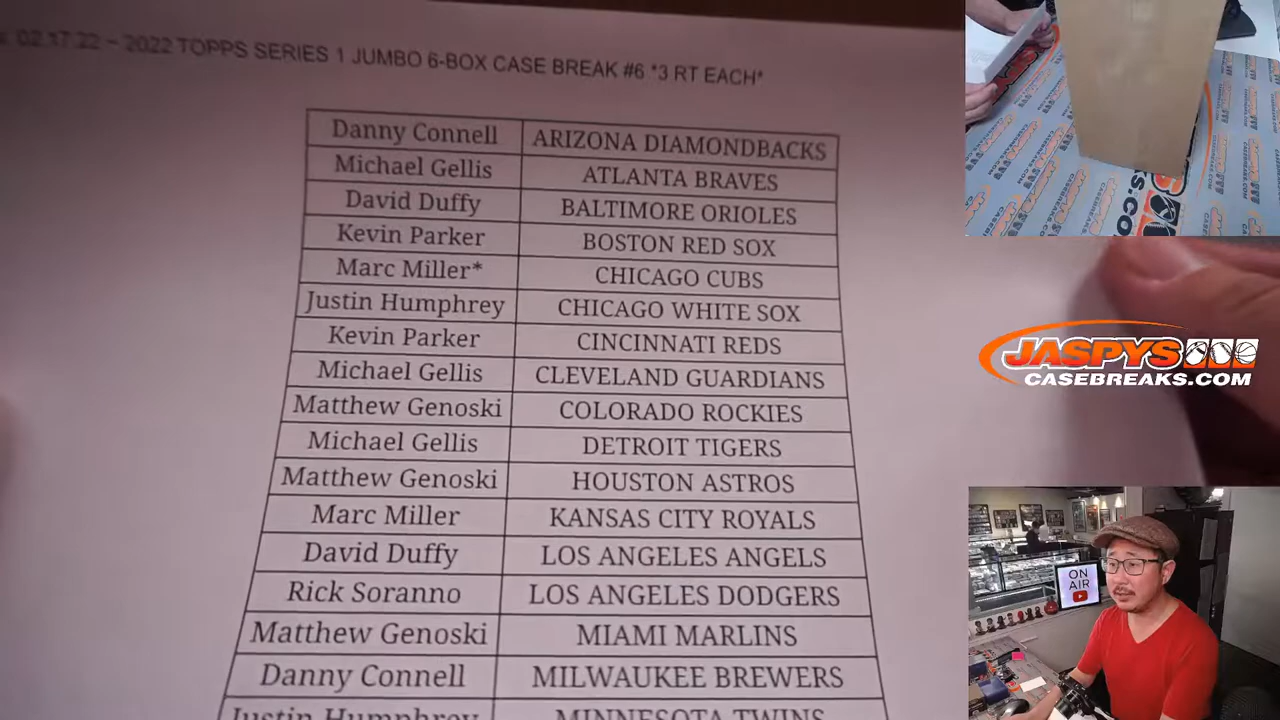 02.17.22 ~ 2022 TOPPS SERIES 1 JUMBO 6-BOX CASE BREAK #6 *3 RT EACH*
Danny Connell ARIZONA DIAMONDBACKS
Michael Gellis ATLANTA BRAVES
David Duffy BALTIMORE ORIOLES
Kevin Parker BOSTON RED SOX
Marc Miller* CHICAGO CUBS
Justin Humphrey CHICAGO WHITE SOX
Kevin Parker CINCINNATI REDS
Michael Gellis CLEVELAND GUARDIANS
Matthew Genoski COLORADO ROCKIES
Michael Gellis DETROIT TIGERS
Matthew Genoski HOUSTON ASTROS
Marc Miller KANSAS CITY ROYALS
David Duffy LOS ANGELES ANGELS
Rick Soranno LOS ANGELES DODGERS
Matthew Genoski MIAMI MARLINS
Danny Connell MILWAUKEE BREWERS
Justin Humphrey MINNESOTA TWINS
JASPYS
CASEBREAKS.COM
ON
AIR